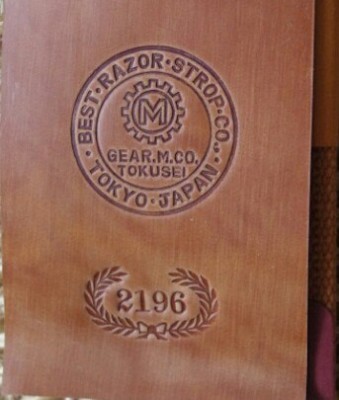 BEST·RAZOR·STROP·CO.,
M
GEAR.M.CO.
TOKUSEI
TOKYO·JAPAN
2196